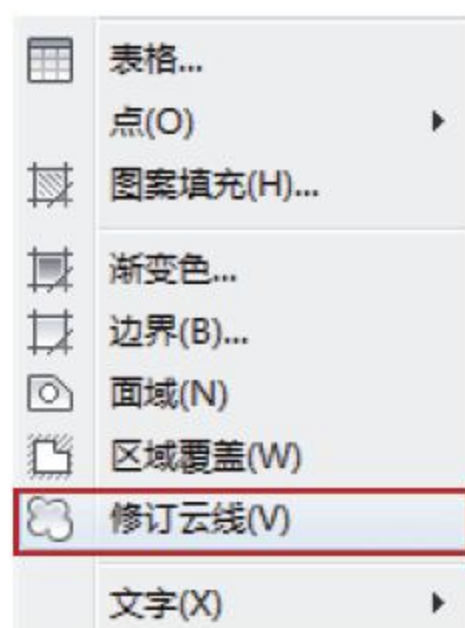 表格...
点(O)
图案填充(H)...
渐变色...
边界(B)...
面域(N)
区域覆盖(W)
修订云线(V)
文字(X)